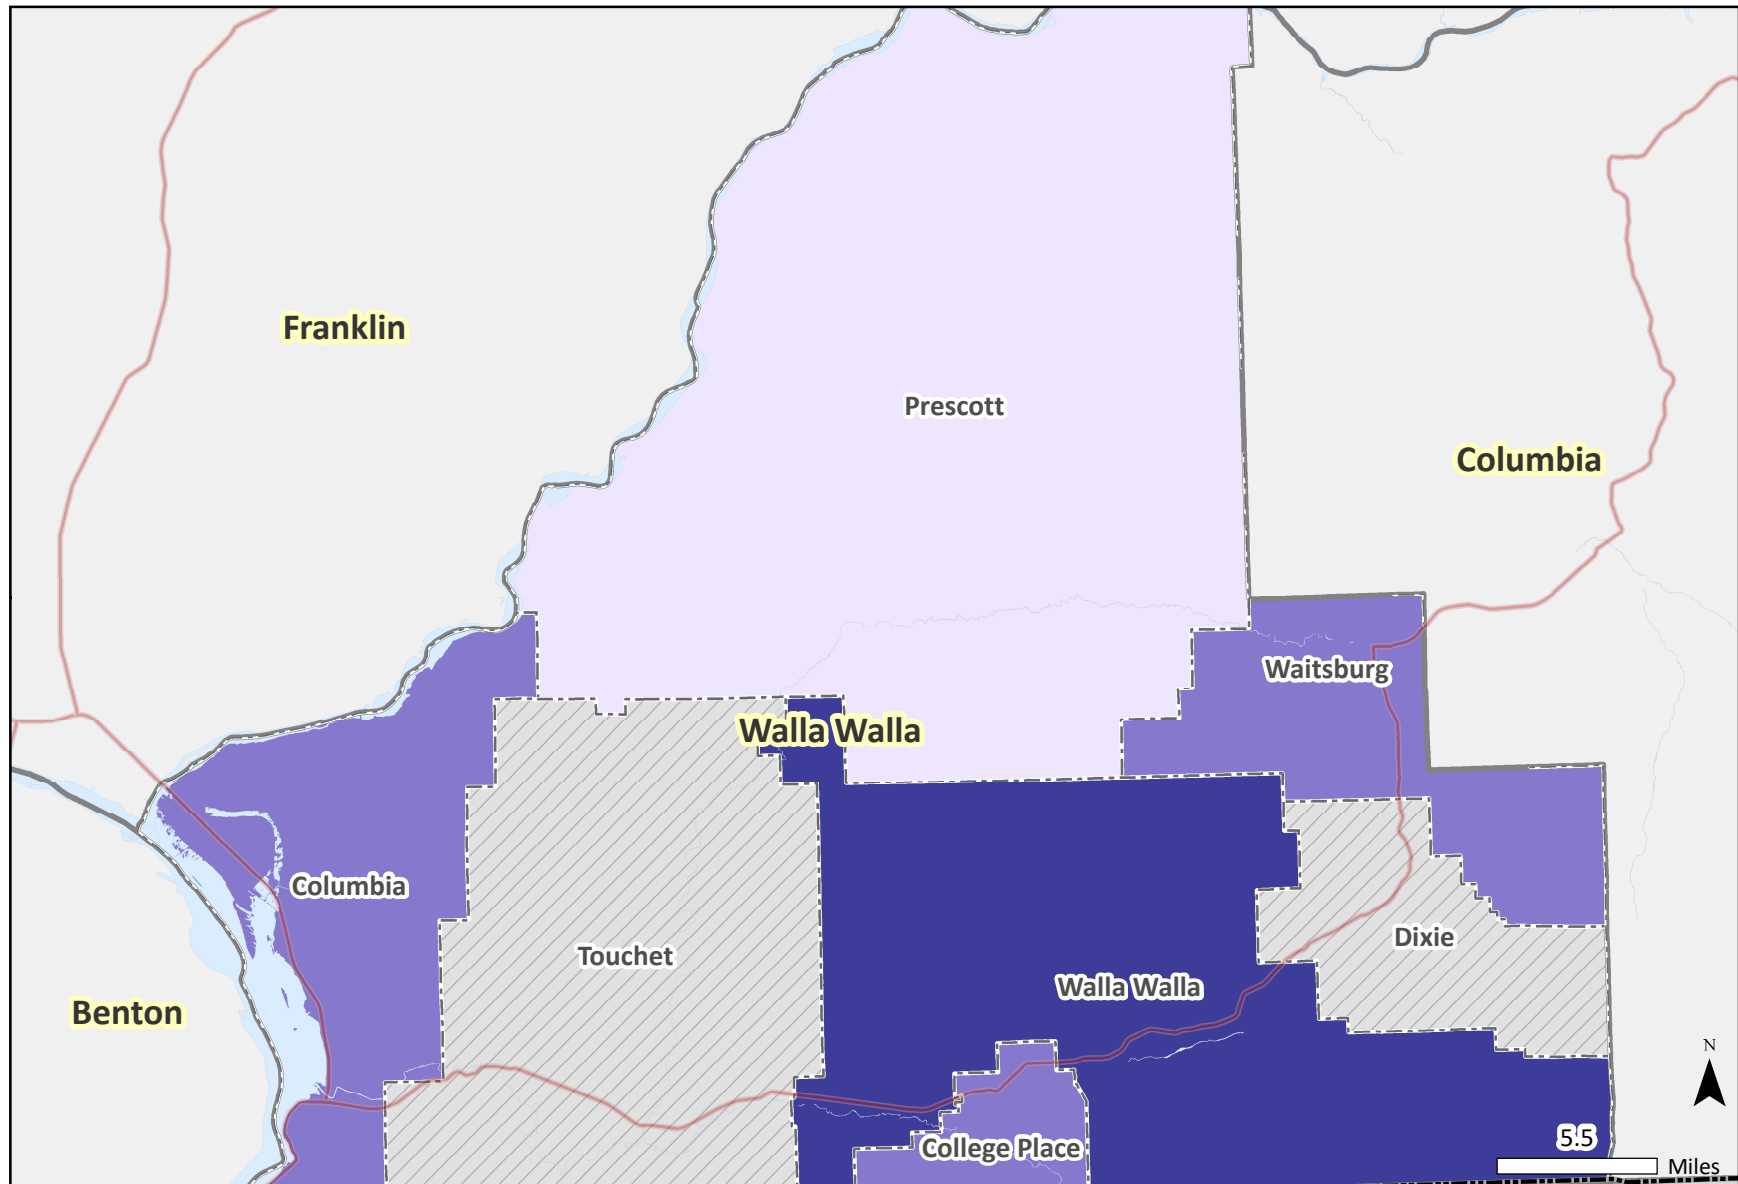 Franklin
Prescott
Columbia
Waitsburg
Walla Walla
Columbia
Dixie
Touchet
Walla Walla
Benton
N
5.5
College Place
Miles